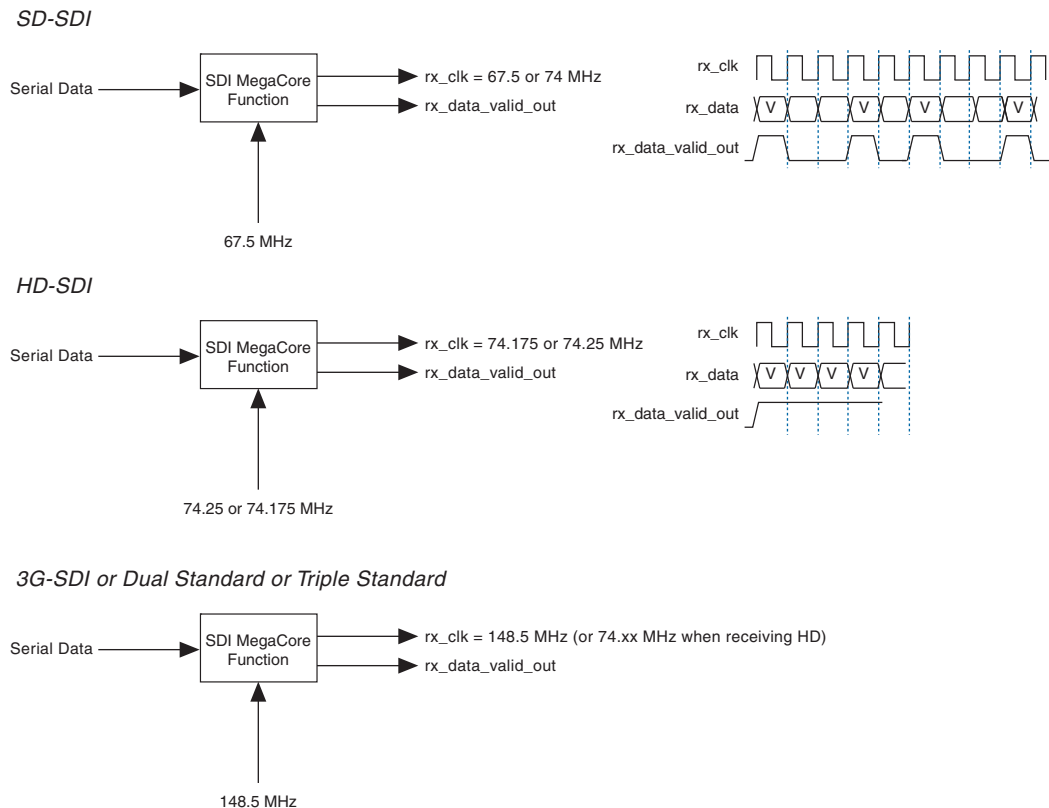 SD-SDI
Serial Data
SDI MegaCore
Function
rx_clk = 67.5 or 74 MHz
rx_data_valid_out
67.5 MHz
rx_clk
rx_data
V V V V
rx_data_valid_out
HD-SDI
Serial Data
SDI MegaCore
Function
rx_clk = 74.175 or 74.25 MHz
rx_data_valid_out
74.25 or 74.175 MHz
rx_clk
rx_data
V V V V
rx_data_valid_out
3G-SDI or Dual Standard or Triple Standard
Serial Data
SDI MegaCore
Function
rx_clk = 148.5 MHz (or 74.xx MHz when receiving HD)
rx_data_valid_out
148.5 MHz